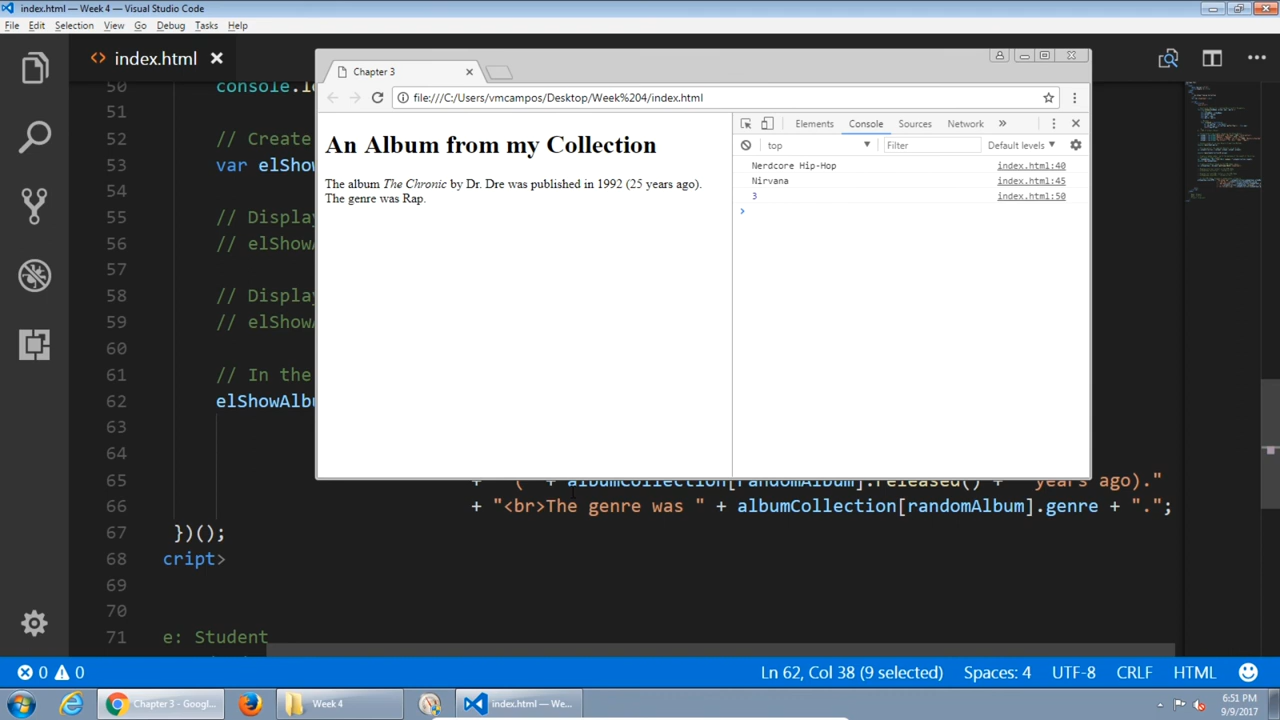 index.html — Week 4 — Visual Studio Code
File Edit Selection View Go Debug Tasks Help
index.html
Chapter 3
file:///C:/Users/vmcampos/Desktop/Week%204/index.html
An Album from my Collection
The album The Chronic by Dr. Dre was published in 1992 (25 years ago).
The genre was Rap.
Elements Console Sources Network »
top Filter Default levels
Nerdcore Hip-Hop index.html:40
Nirvana index.html:45
3 index.html:50
50 console.
51
52 // Create
53 var elSho
54
55 // Display
56 // elShow
57
58 // Display
59 // elShow
60
61 // In the
62 elShowAlbu
63
64
65 + " (" + albumCollection[randomAlbum].released() + " years ago)."
66 + "<br>The genre was " + albumCollection[randomAlbum].genre + ".";
67 })();
68 cript>
69
70
71 e: Student
0 0 Ln 62, Col 38 (9 selected) Spaces: 4 UTF-8 CRLF HTML
Chapter 3 - Googl... Week 4 index.html — We...
6:51 PM
9/9/2017